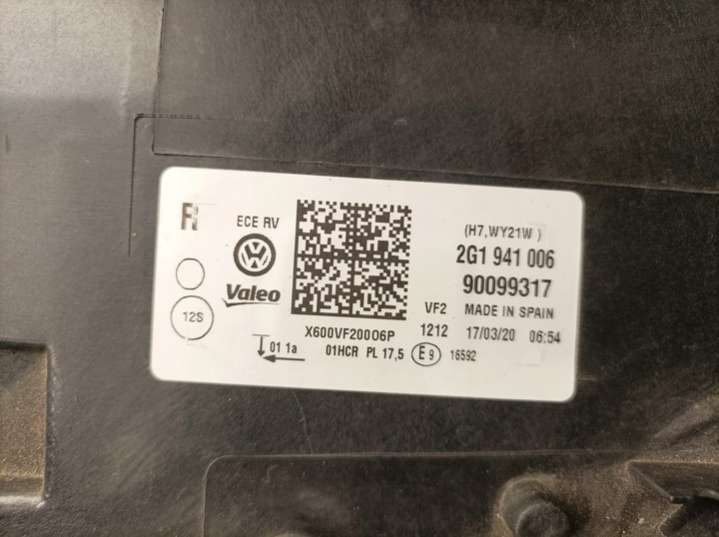 R ECE RV (H7,WY21W )
2G1 941 006
Valeo 90099317
VF2 MADE IN SPAIN
12S X600VF20006P 1212 17/03/20 06:54
01 1a 01HCR PL 17,5 E9 16592